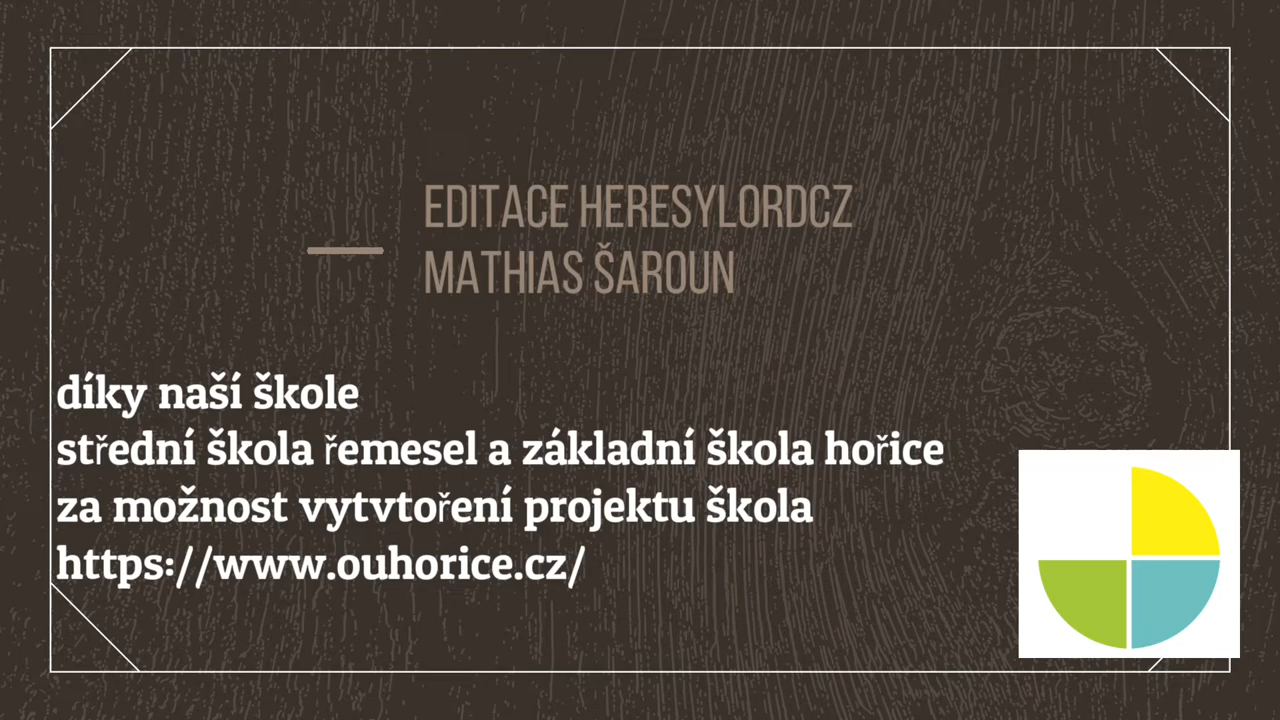 EDITACE HERESYLORDCZ
MATHIAS ŠAROUN
díky naší škole
střední škola řemesel a základní škola hořice
za možnost vytvtoření projektu škola
https://www.ouhorice.cz/